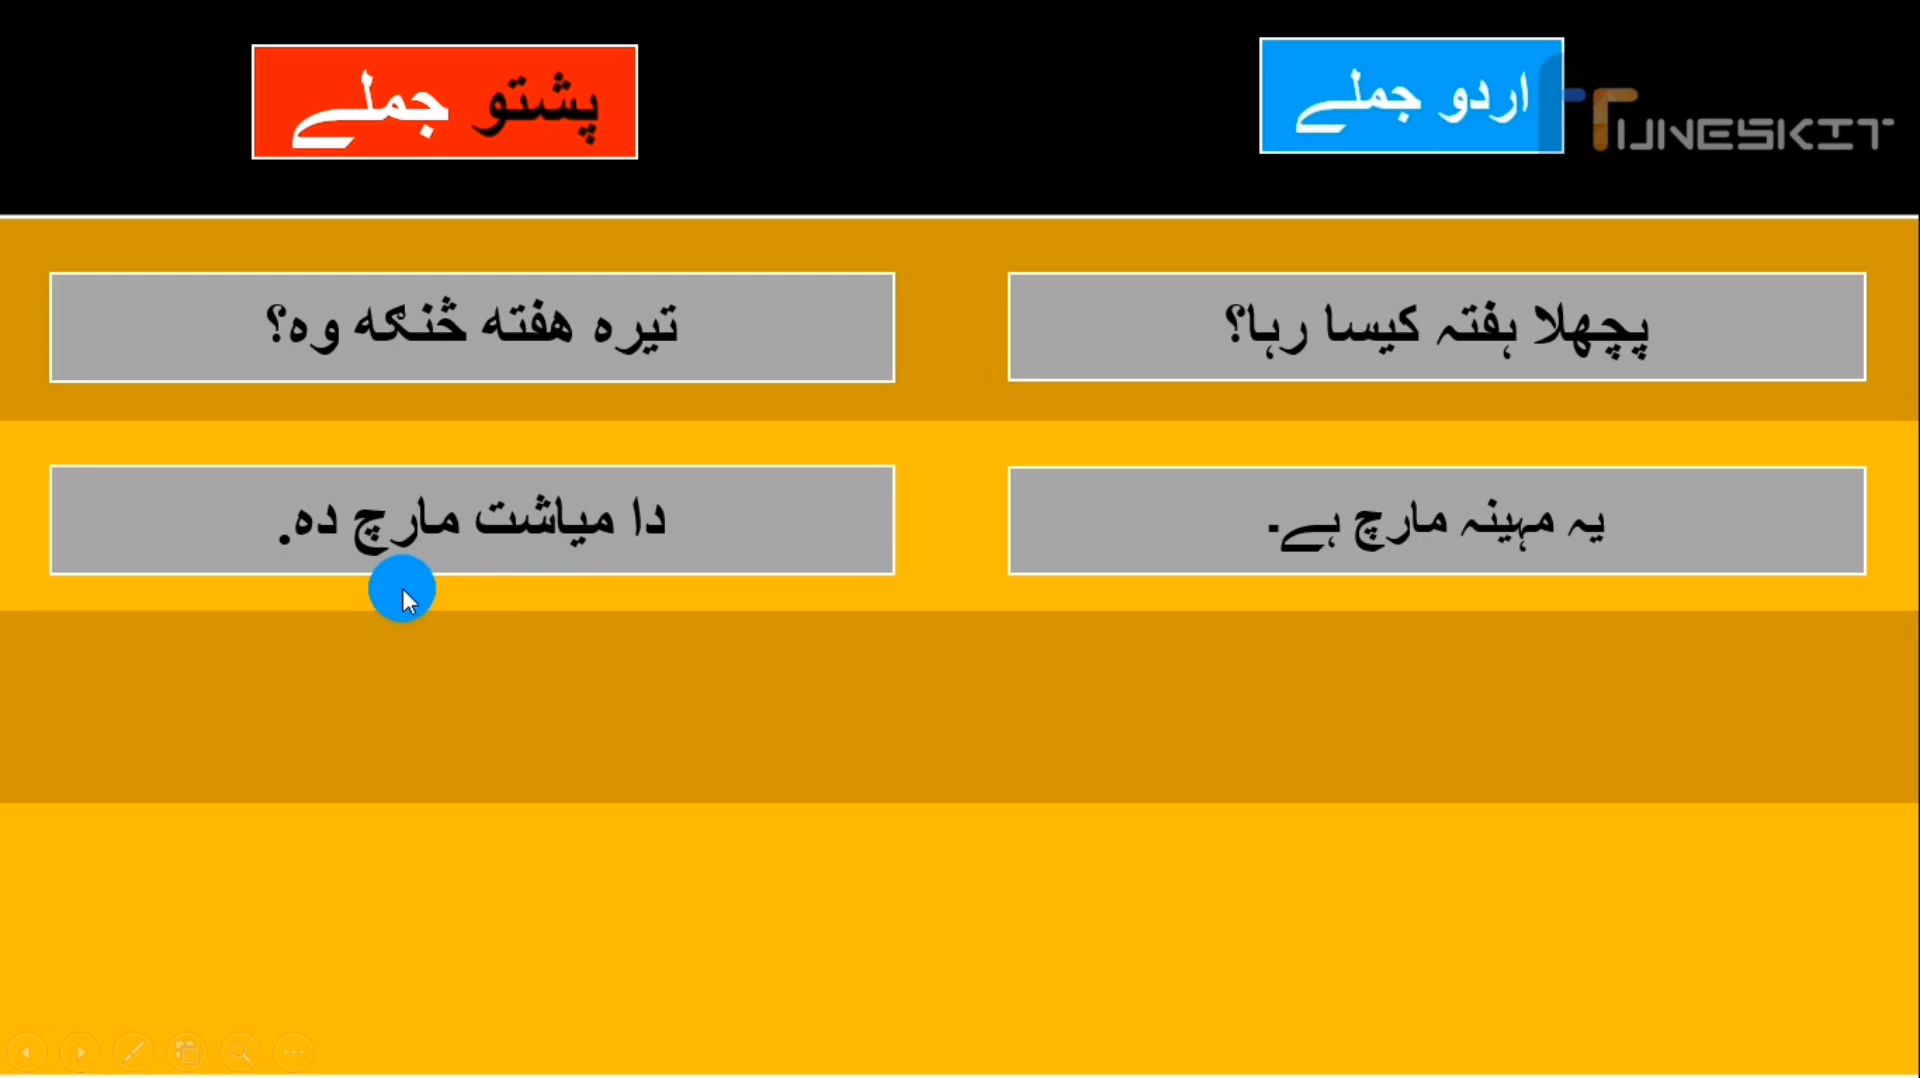 اردو جملے
پشتو جملے
TUNESKIT
پچھلا ہفتہ کیسا رہا؟
تیره هفته څنګه وه؟
یہ مہینہ مارچ ہے۔
دا میاشت مارچ ده.